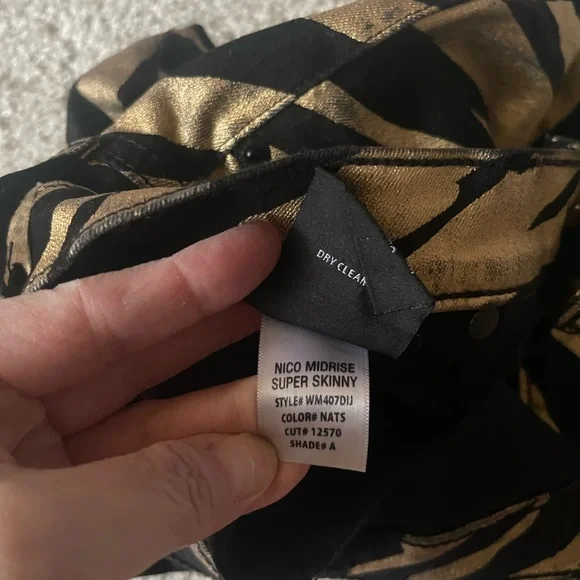 DRY CLEAN
NICO MIDRISE
SUPER SKINNY
STYLE# WM407DIJ
COLOR# NATS
CUT# 12570
SHADE# A